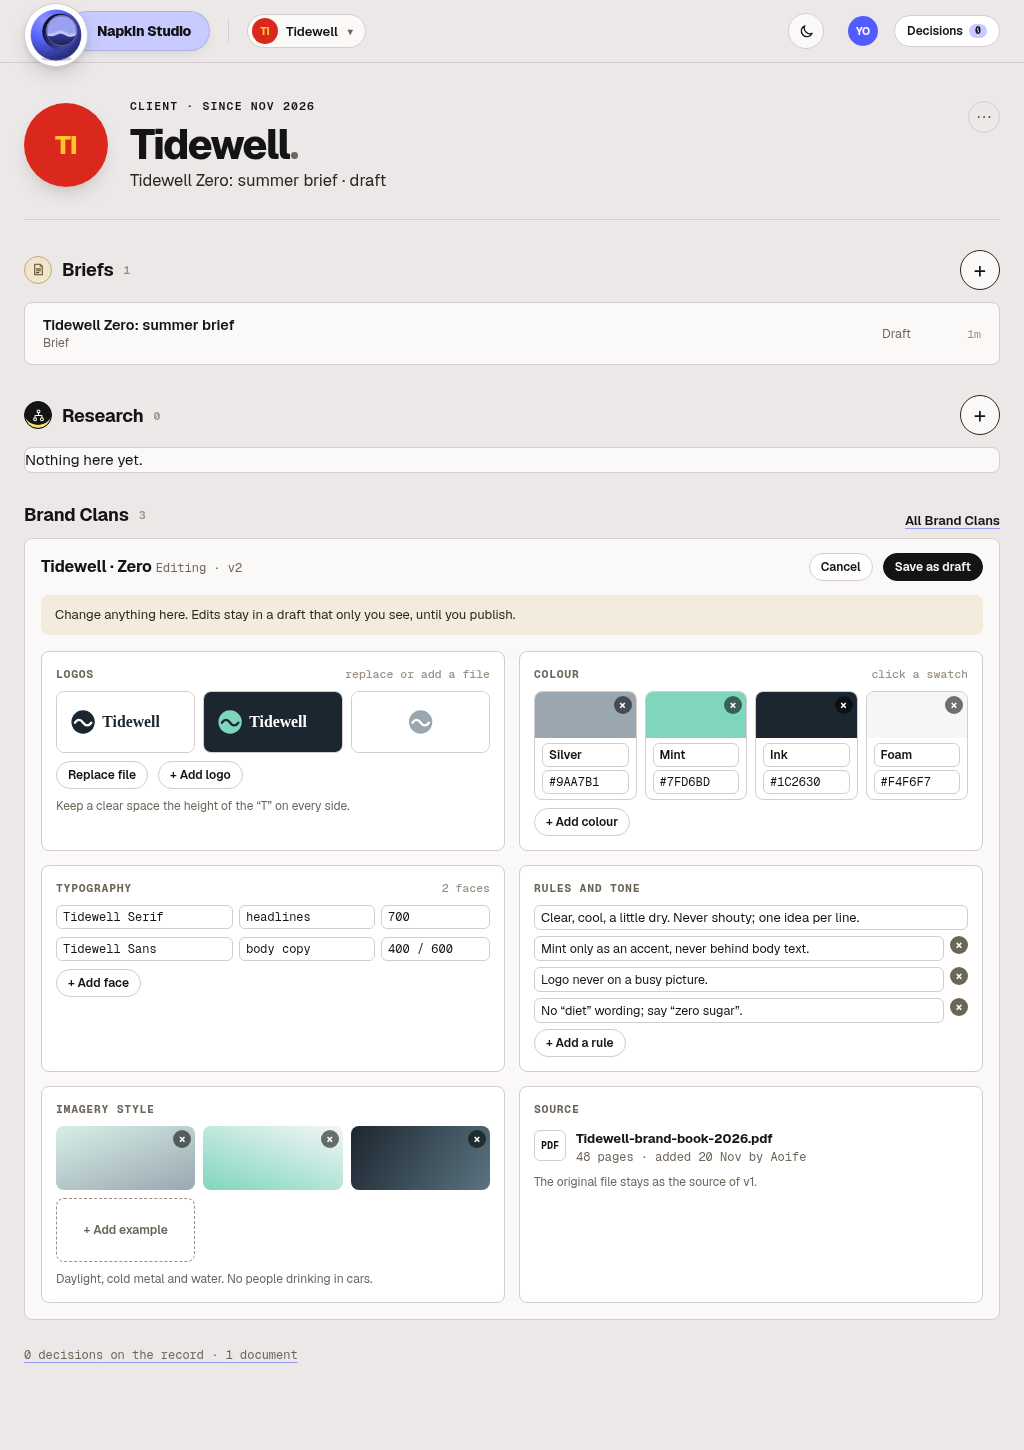 Napkin Studio
TI
Tidewell ▾
YO
Decisions 0
TI
CLIENT · SINCE NOV 2026
Tidewell.
Tidewell Zero: summer brief · draft
···
Briefs 1
+
Tidewell Zero: summer brief
Brief
Draft
1m
Research 0
+
Nothing here yet.
Brand Clans 3
All Brand Clans
Tidewell · Zero Editing · v2
Cancel
Save as draft
Change anything here. Edits stay in a draft that only you see, until you publish.
LOGOS
replace or add a file
Tidewell
Tidewell
Replace file
+ Add logo
Keep a clear space the height of the “T” on every side.
COLOUR
click a swatch
×
×
×
×
Silver
Mint
Ink
Foam
#9AA7B1
#7FD6BD
#1C2630
#F4F6F7
+ Add colour
TYPOGRAPHY
2 faces
Tidewell Serif
headlines
700
Tidewell Sans
body copy
400 / 600
+ Add face
RULES AND TONE
Clear, cool, a little dry. Never shouty; one idea per line.
Mint only as an accent, never behind body text.
×
Logo never on a busy picture.
×
No “diet” wording; say “zero sugar”.
×
+ Add a rule
IMAGERY STYLE
×
×
×
+ Add example
Daylight, cold metal and water. No people drinking in cars.
SOURCE
PDF
Tidewell-brand-book-2026.pdf
48 pages · added 20 Nov by Aoife
The original file stays as the source of v1.
0 decisions on the record · 1 document